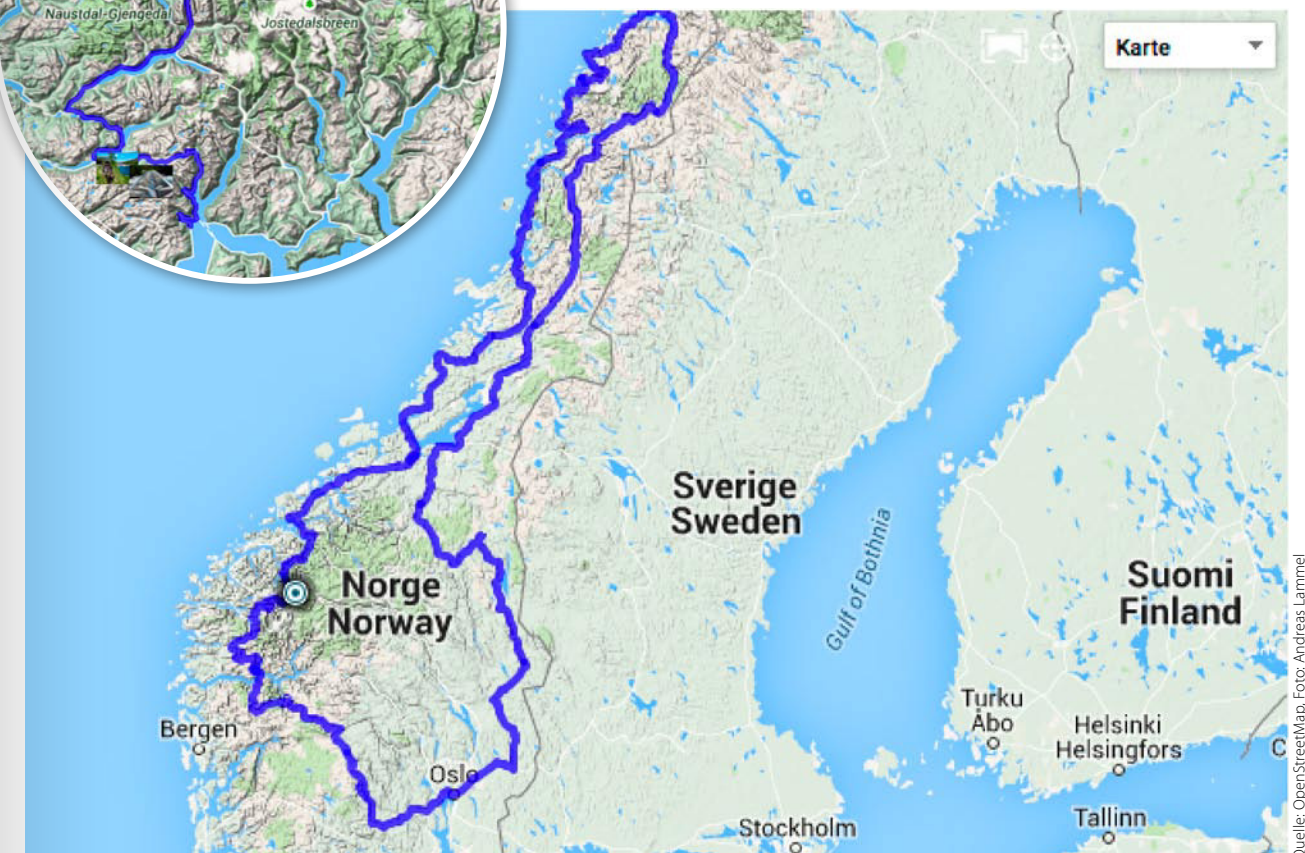 Naustdal-Gjengedal
Jostedalsbreen
Karte
Sverige
Sweden
Gulf of Bothnia
Suomi
Finland
Norge
Norway
Turku
Åbo
Helsinki
Helsingfors
Bergen
Oslo
Stockholm
Tallinn
Quelle: OpenStreetMap. Foto: Andreas Lammel